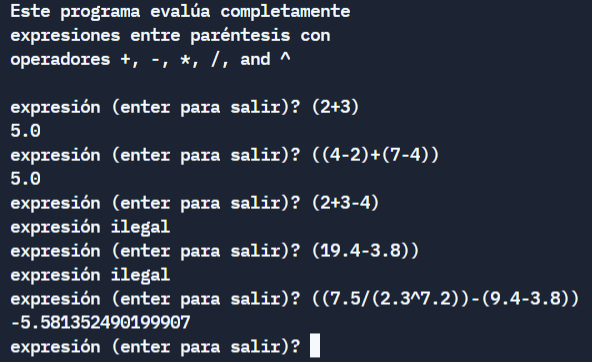 Este programa evalúa completamente
expresiones entre paréntesis con
operadores +, -, *, /, and ^
expresión (enter para salir)? (2+3)
5.0
expresión (enter para salir)? ((4-2)+(7-4))
5.0
expresión (enter para salir)? (2+3-4)
expresión ilegal
expresión (enter para salir)? (19.4-3.8))
expresión ilegal
expresión (enter para salir)? ((7.5/(2.3^7.2))-(9.4-3.8))
-5.581352490199907
expresión (enter para salir)?